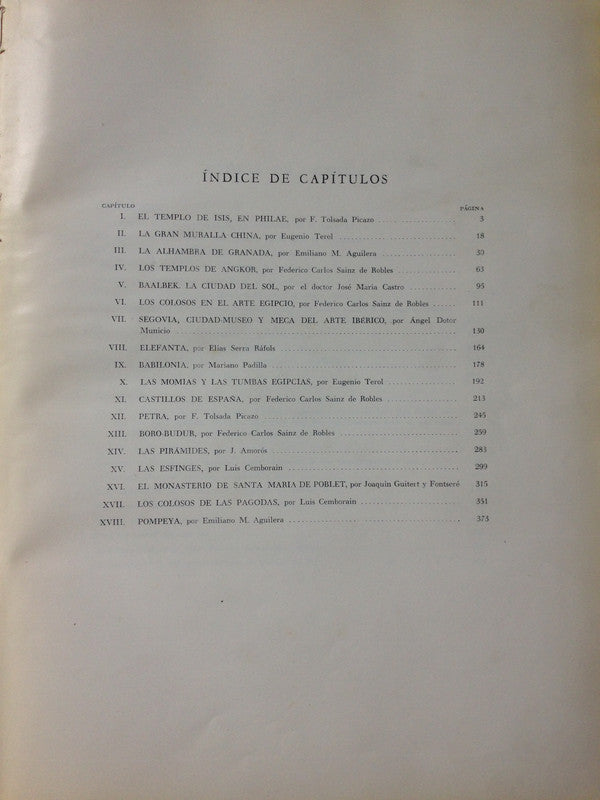 ÍNDICE DE CAPÍTULOS
CAPÍTULO PÁGINA
I. EL TEMPLO DE ISIS, EN PHILAE, por F. Tolsada Picazo 3
II. LA GRAN MURALLA CHINA, por Eugenio Terol 18
III. LA ALHAMBRA DE GRANADA, por Emiliano M. Aguilera 39
IV. LOS TEMPLOS DE ANGKOR, por Federico Carlos Sainz de Robles 63
V. BAALBEK. LA CIUDAD DEL SOL, por el doctor José María Castro 95
VI. LOS COLOSOS EN EL ARTE EGIPCIO, por Federico Carlos Sainz de Robles 111
VII. SEGOVIA, CIUDAD-MUSEO Y MECA DEL ARTE IBÉRICO, por Ángel Dotor
Municio 130
VIII. ELEFANTA, por Elías Serra Ráfols 164
IX. BABILONIA, por Mariano Padilla 178
X. LAS MOMIAS Y LAS TUMBAS EGIPCIAS, por Eugenio Terol 192
XI. CASTILLOS DE ESPAÑA, por Federico Carlos Sainz de Robles 213
XII. PETRA, por F. Tolsada Picazo 245
XIII. BORO-BUDUR, por Federico Carlos Sainz de Robles 259
XIV. LAS PIRÁMIDES, por J. Amorós 283
XV. LAS ESFINGES, por Luis Cemborain 299
XVI. EL MONASTERIO DE SANTA MARIA DE POBLET, por Joaquín Guitert y Fontseré 315
XVII. LOS COLOSOS DE LAS PAGODAS, por Luis Cemborain 351
XVIII. POMPEYA, por Emiliano M. Aguilera 373